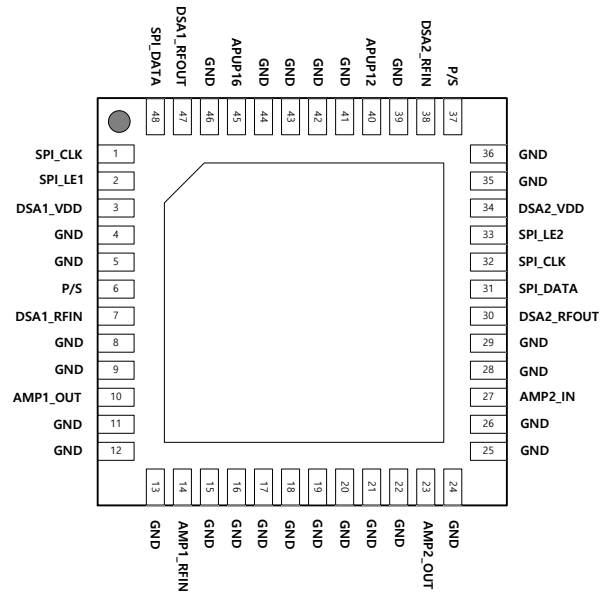 SPI_DATA DSA1_RFOUT GND APUP16 GND GND GND GND APUP12 GND DSA2_RFIN P/S
48 47 46 45 44 43 42 41 40 39 38 37
SPI_CLK 1 36 GND
SPI_LE1 2 35 GND
DSA1_VDD 3 34 DSA2_VDD
GND 4 33 SPI_LE2
GND 5 32 SPI_CLK
P/S 6 31 SPI_DATA
DSA1_RFIN 7 30 DSA2_RFOUT
GND 8 29 GND
GND 9 28 GND
AMP1_OUT 10 27 AMP2_IN
GND 11 26 GND
GND 12 25 GND
13 14 15 16 17 18 19 20 21 22 23 24
GND AMP1_RFIN GND GND GND GND GND GND GND GND AMP2_OUT GND